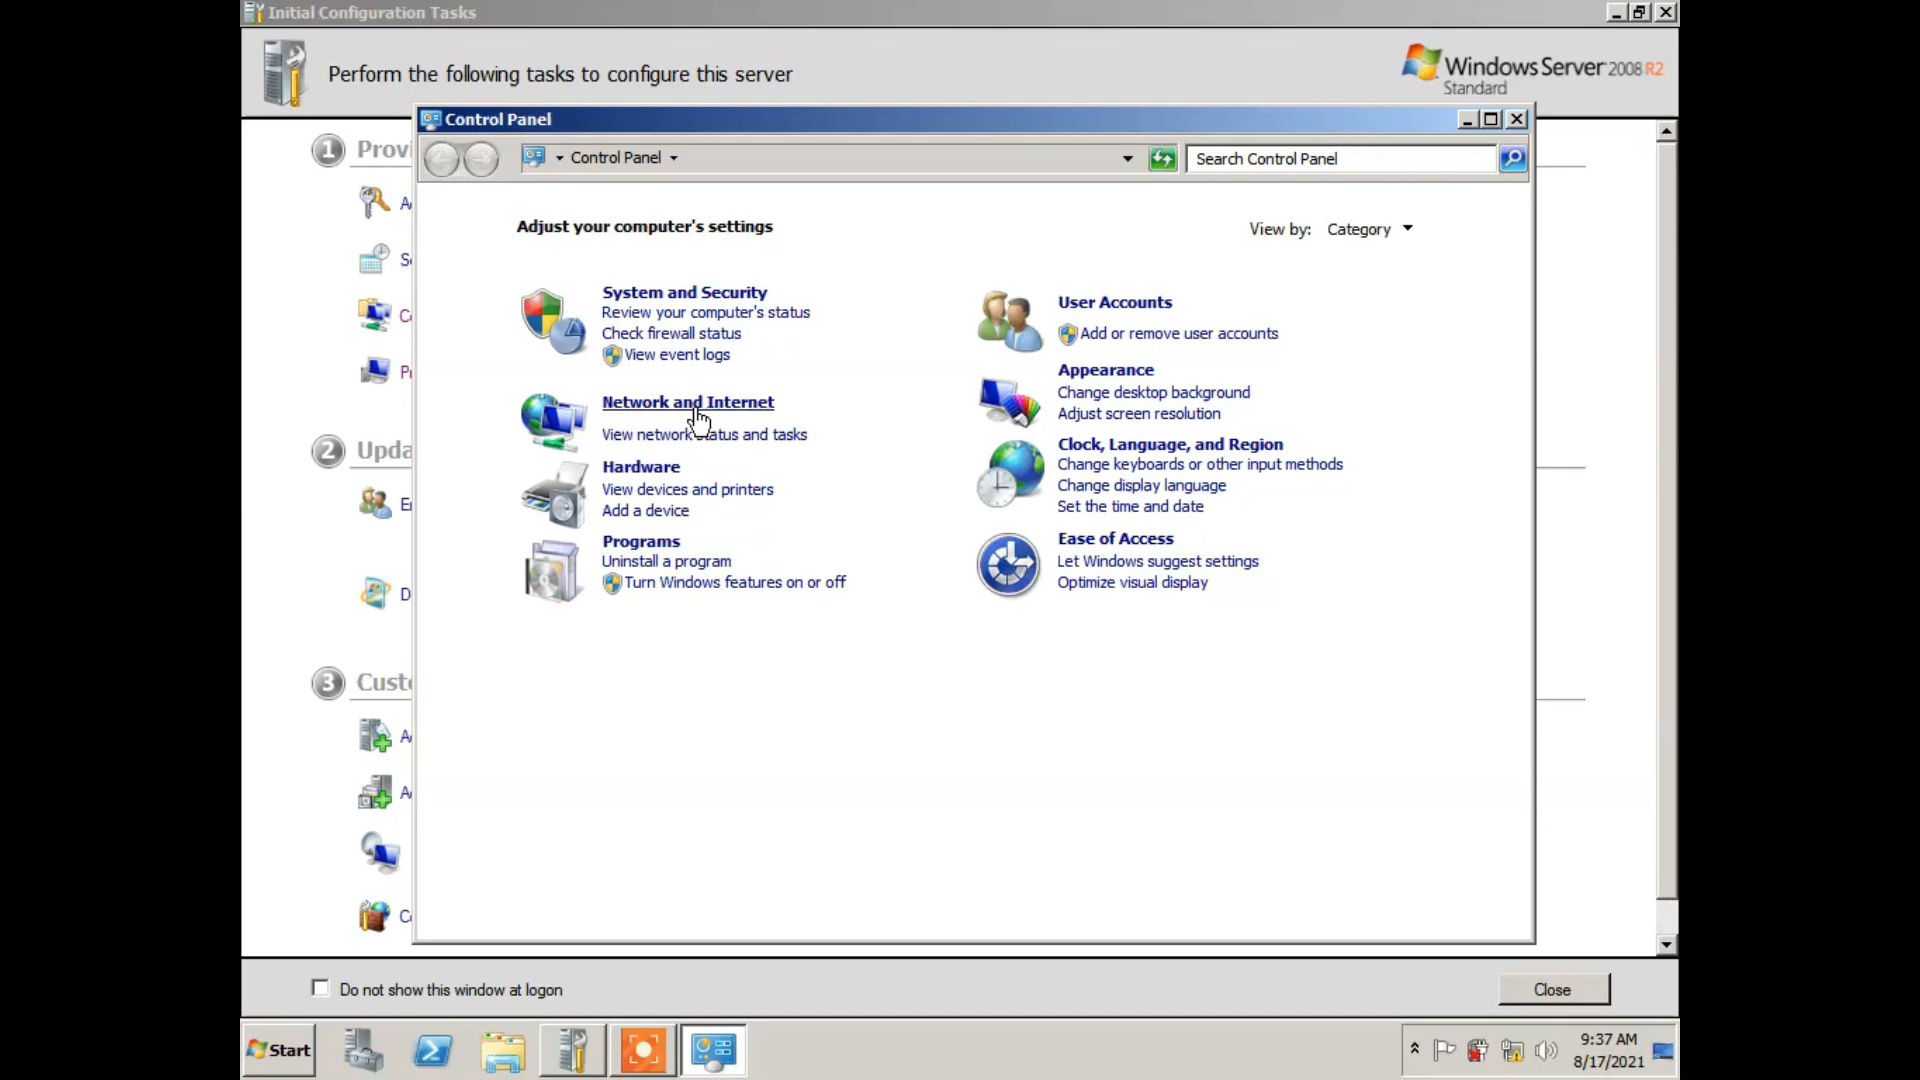 Initial Configuration Tasks
Perform the following tasks to configure this server
Windows Server 2008 R2
Standard
Control Panel
Control Panel
Search Control Panel
Adjust your computer's settings
View by: Category
System and Security
Review your computer's status
Check firewall status
View event logs
Network and Internet
View network status and tasks
Hardware
View devices and printers
Add a device
Programs
Uninstall a program
Turn Windows features on or off
User Accounts
Add or remove user accounts
Appearance
Change desktop background
Adjust screen resolution
Clock, Language, and Region
Change keyboards or other input methods
Change display language
Set the time and date
Ease of Access
Let Windows suggest settings
Optimize visual display
1
2
3
Do not show this window at logon
Close
Start
9:37 AM
8/17/2021